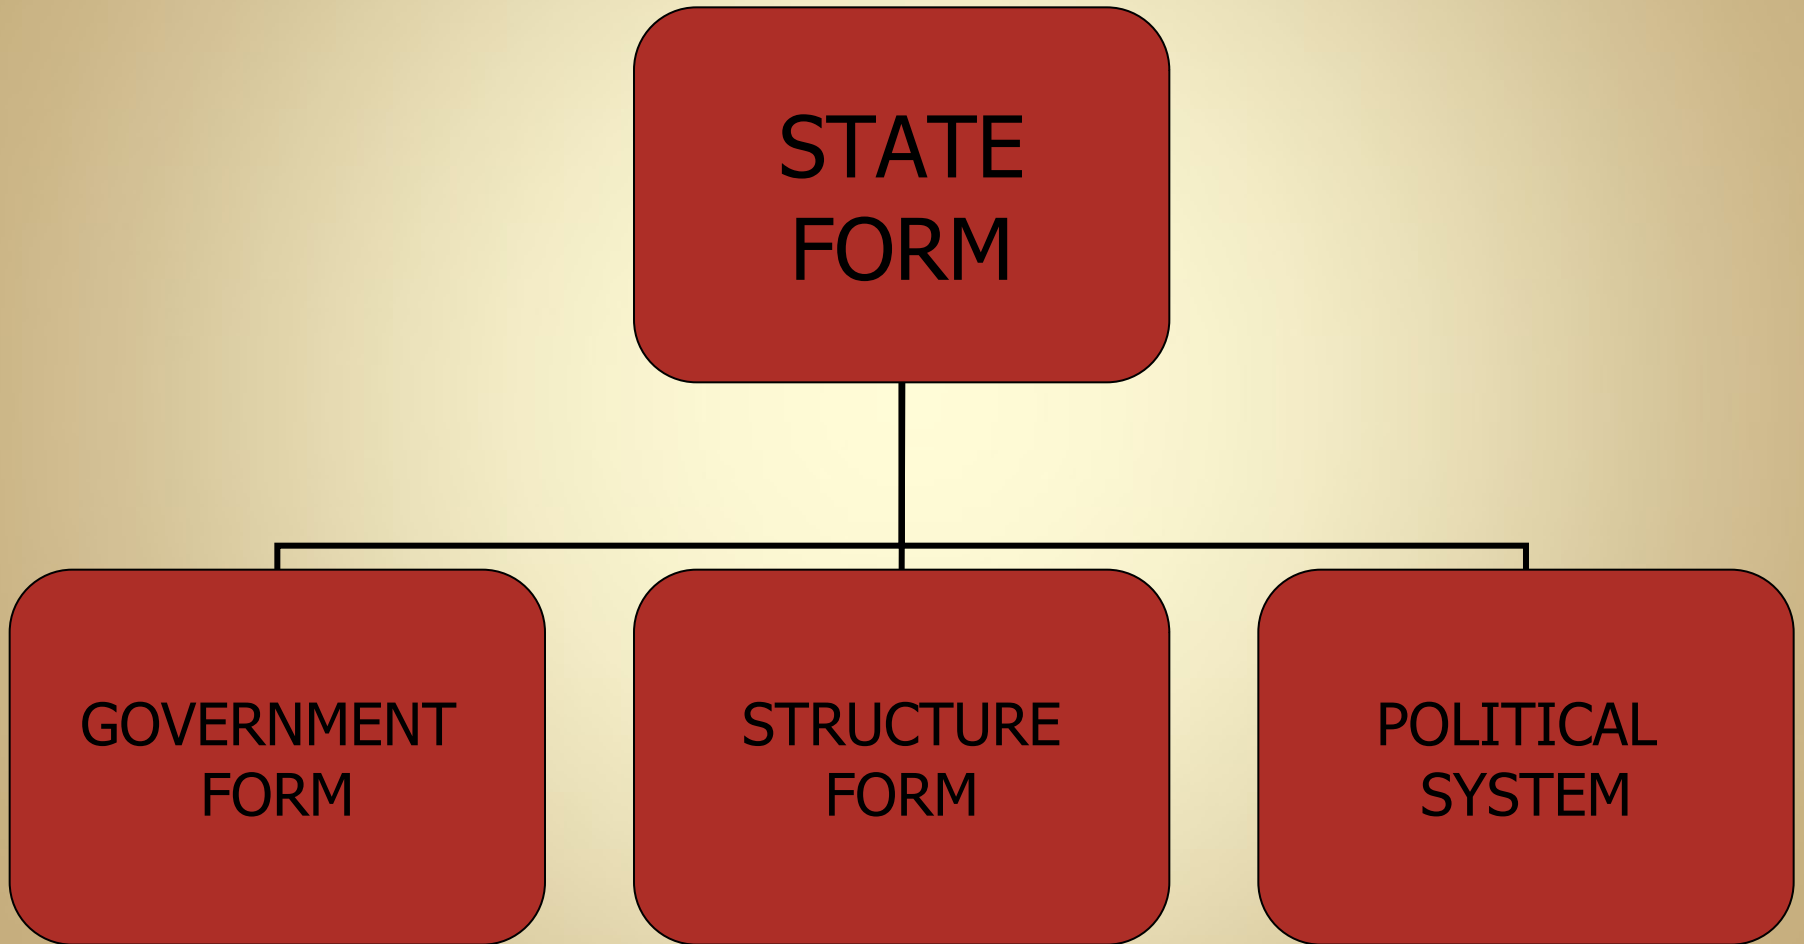 STATE
FORM
GOVERNMENT
FORM
STRUCTURE
FORM
POLITICAL
SYSTEM